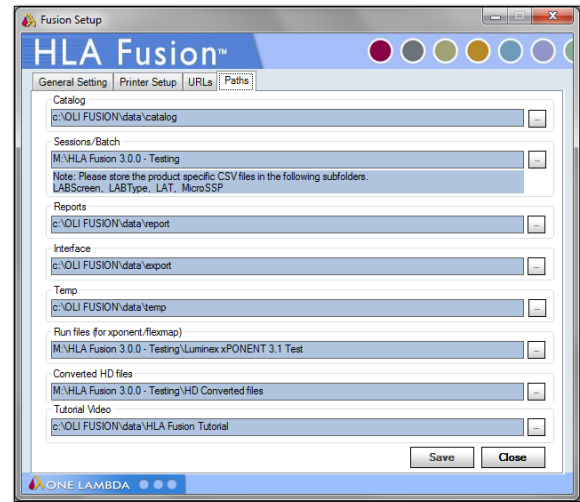 Fusion Setup
HLA Fusion™
General Setting Printer Setup URLs Paths
Catalog
c:\OLI FUSION\data\catalog
...
Sessions/Batch
M:\HLA Fusion 3.0.0 - Testing
...
Note: Please store the product specific CSV files in the following subfolders.
LABScreen, LABType, LAT, MicroSSP
Reports
c:\OLI FUSION\data\report
...
Interface
c:\OLI FUSION\data\export
...
Temp
c:\OLI FUSION\data\temp
...
Run files (for xponent/flexmap)
M:\HLA Fusion 3.0.0 - Testing\Luminex xPONENT 3.1 Test
...
Converted HD files
M:\HLA Fusion 3.0.0 - Testing\HD Converted files
...
Tutorial Video
c:\OLI FUSION\data\HLA Fusion Tutorial
...
Save Close
ONE LAMBDA